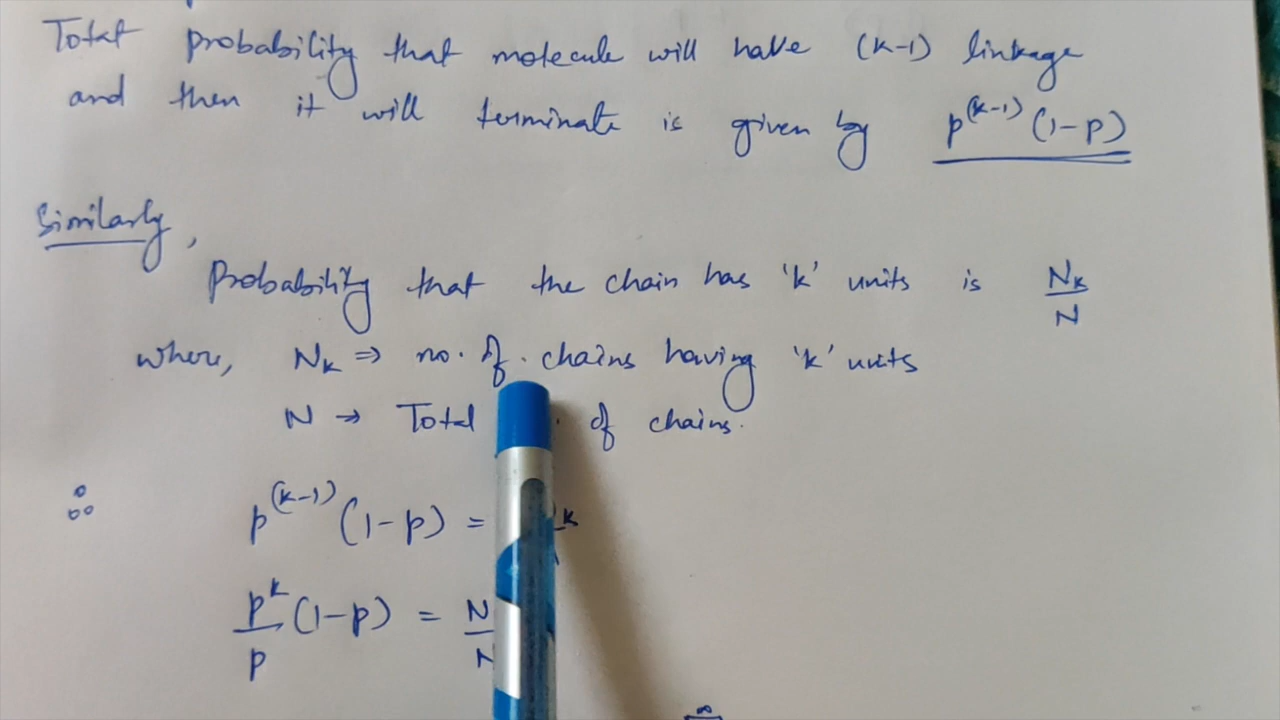 Total probability that molecule will have (k-1) linkage
and then it will terminate is given by p^(k-1) (1-p)
Similarly,
Probability that the chain has 'k' units is N_k/N
where, N_k ⇒ no. of. chains having 'k' units
N → Total of chains.
∴ p^(k-1) (1-p) =
p^k/p (1-p) = N
∞